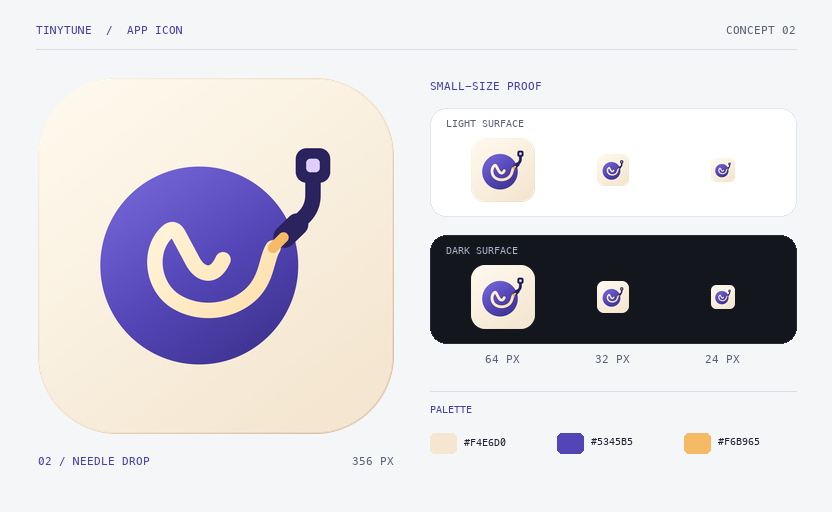 TINYTUNE / APP ICON
CONCEPT 02
SMALL–SIZE PROOF
LIGHT SURFACE
DARK SURFACE
64 PX
32 PX
24 PX
PALETTE
#F4E6D0
#5345B5
#F6B965
02 / NEEDLE DROP
356 PX